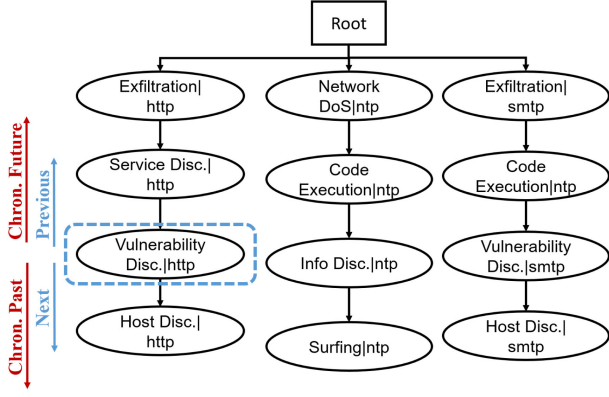 Root
Exfiltration|
http
Network
DoS|ntp
Exfiltration|
smtp
Service Disc.|
http
Code
Execution|ntp
Code
Execution|ntp
Vulnerability
Disc.|http
Info Disc.|ntp
Vulnerability
Disc.|smtp
Host Disc.|
http
Surfing|ntp
Host Disc.|
smtp
Chron. Future
Previous
Chron. Past
Next